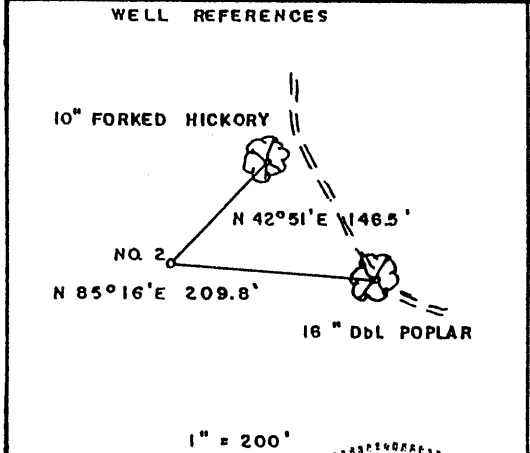 WELL REFERENCES
10" FORKED HICKORY
N 42°51'E 146.5'
NO. 2
N 85°16'E 209.8'
16" DbL POPLAR
1" = 200'